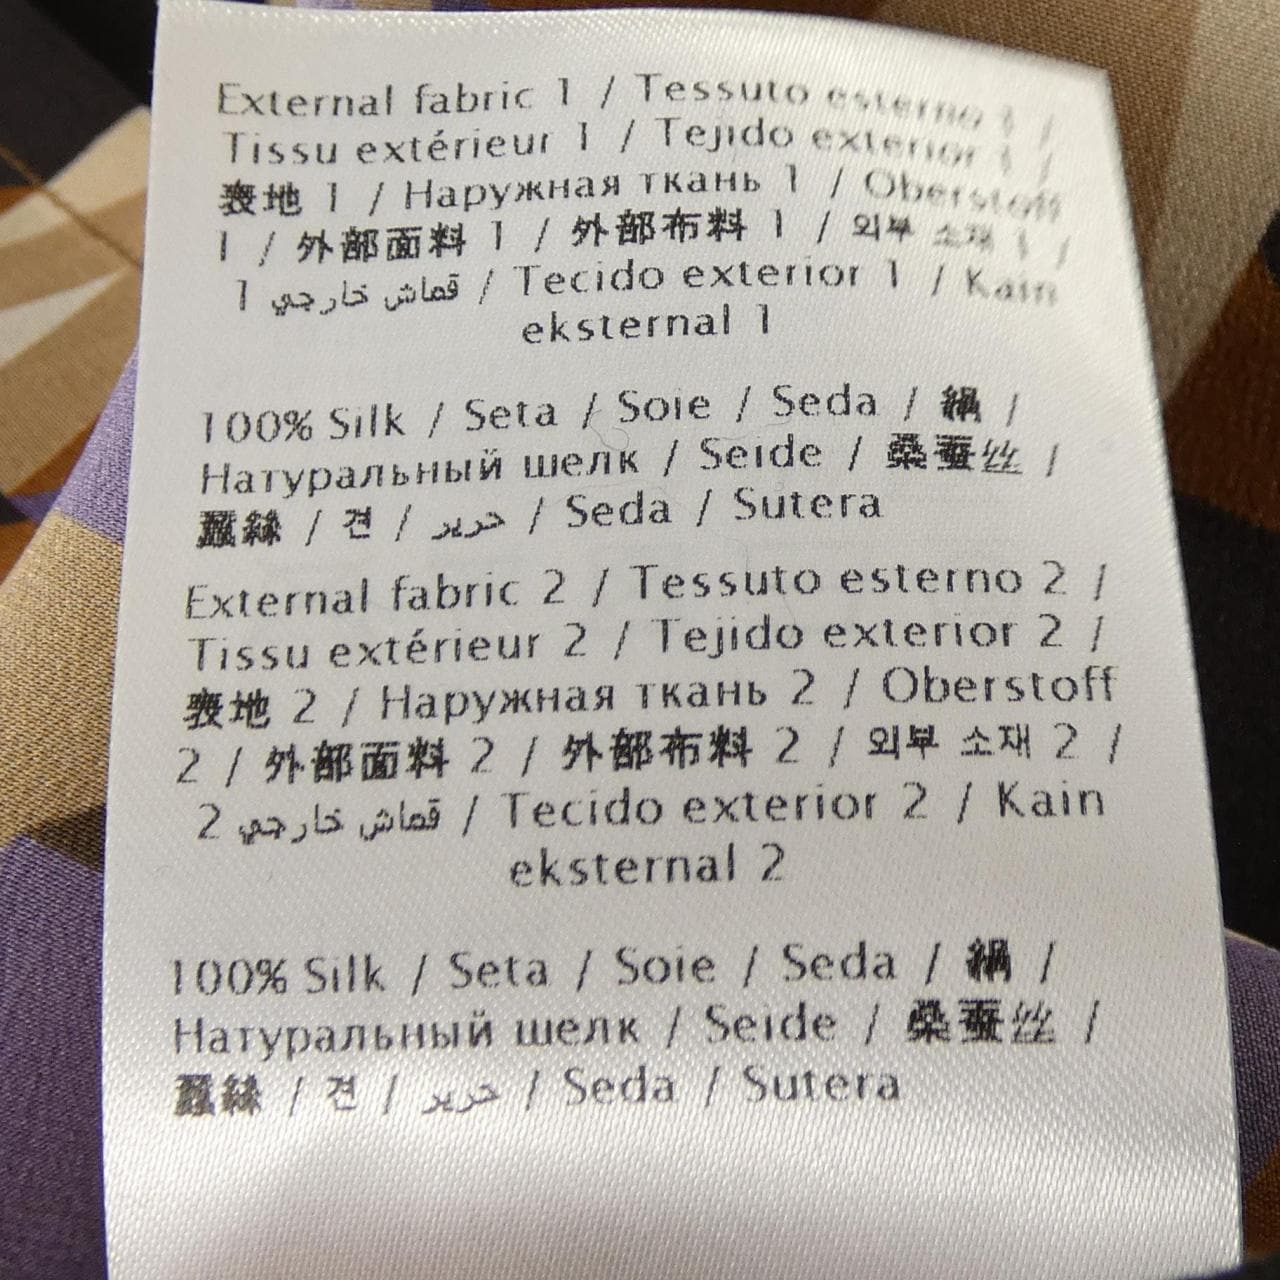 External fabric 1 / Tessuto esterno 1 /
Tissu extérieur 1 / Tejido exterior 1 /
表地 1 / Наружная ткань 1 / Oberstoff
1 / 外部面料 1 / 外部布料 1 / 외부 소재 1 /
قماش خارجي 1 / Tecido exterior 1 / Kain
eksternal 1
100% Silk / Seta / Soie / Seda / 絹 /
Натуральный шелк / Seide / 桑蚕丝 /
蠶絲 / 견 / حرير / Seda / Sutera
External fabric 2 / Tessuto esterno 2 /
Tissu extérieur 2 / Tejido exterior 2 /
表地 2 / Наружная ткань 2 / Oberstoff
2 / 外部面料 2 / 外部布料 2 / 외부 소재 2 /
قماش خارجي 2 / Tecido exterior 2 / Kain
eksternal 2
100% Silk / Seta / Soie / Seda / 絹 /
Натуральный шелк / Seide / 桑蚕丝 /
蠶絲 / 견 / حرير / Seda / Sutera